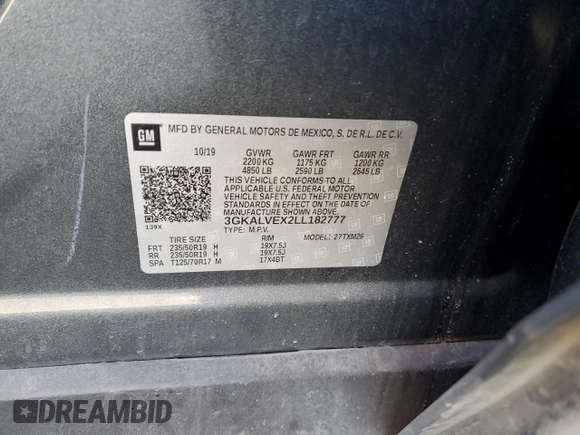 GM
MFD BY GENERAL MOTORS DE MEXICO, S. DE R.L. DE C.V.
10/19 GVWR GAWR FRT GAWR RR
2200 KG 1175 KG 1200 KG
4850 LB 2590 LB 2645 LB
THIS VEHICLE CONFORMS TO ALL
APPLICABLE U.S. FEDERAL MOTOR
VEHICLE SAFETY AND THEFT PREVENTION
STANDARDS IN EFFECT ON THE DATE OF
MANUFACTURE SHOWN ABOVE.
3GKALVEX2LL182777
139X TYPE: M.P.V. MODEL: 27TXM26
TIRE SIZE RIM
FRT 235/50R19 H 19X7.5J
RR 235/50R19 H 19X7.5J
SPA T125/70R17 M 17X4BT
DREAMBID